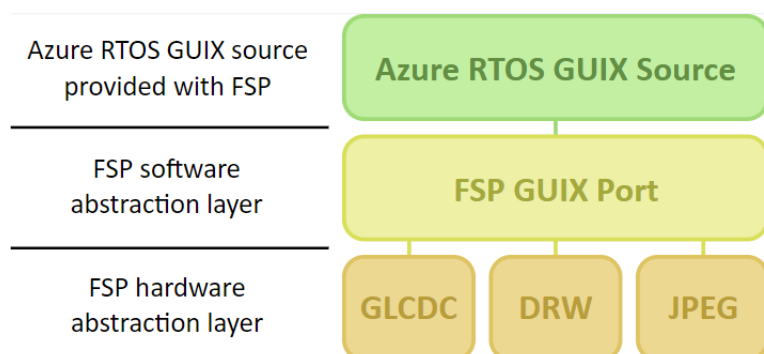 Azure RTOS GUIX source
provided with FSP
Azure RTOS GUIX Source
FSP software
abstraction layer
FSP GUIX Port
FSP hardware
abstraction layer
GLCDC
DRW
JPEG